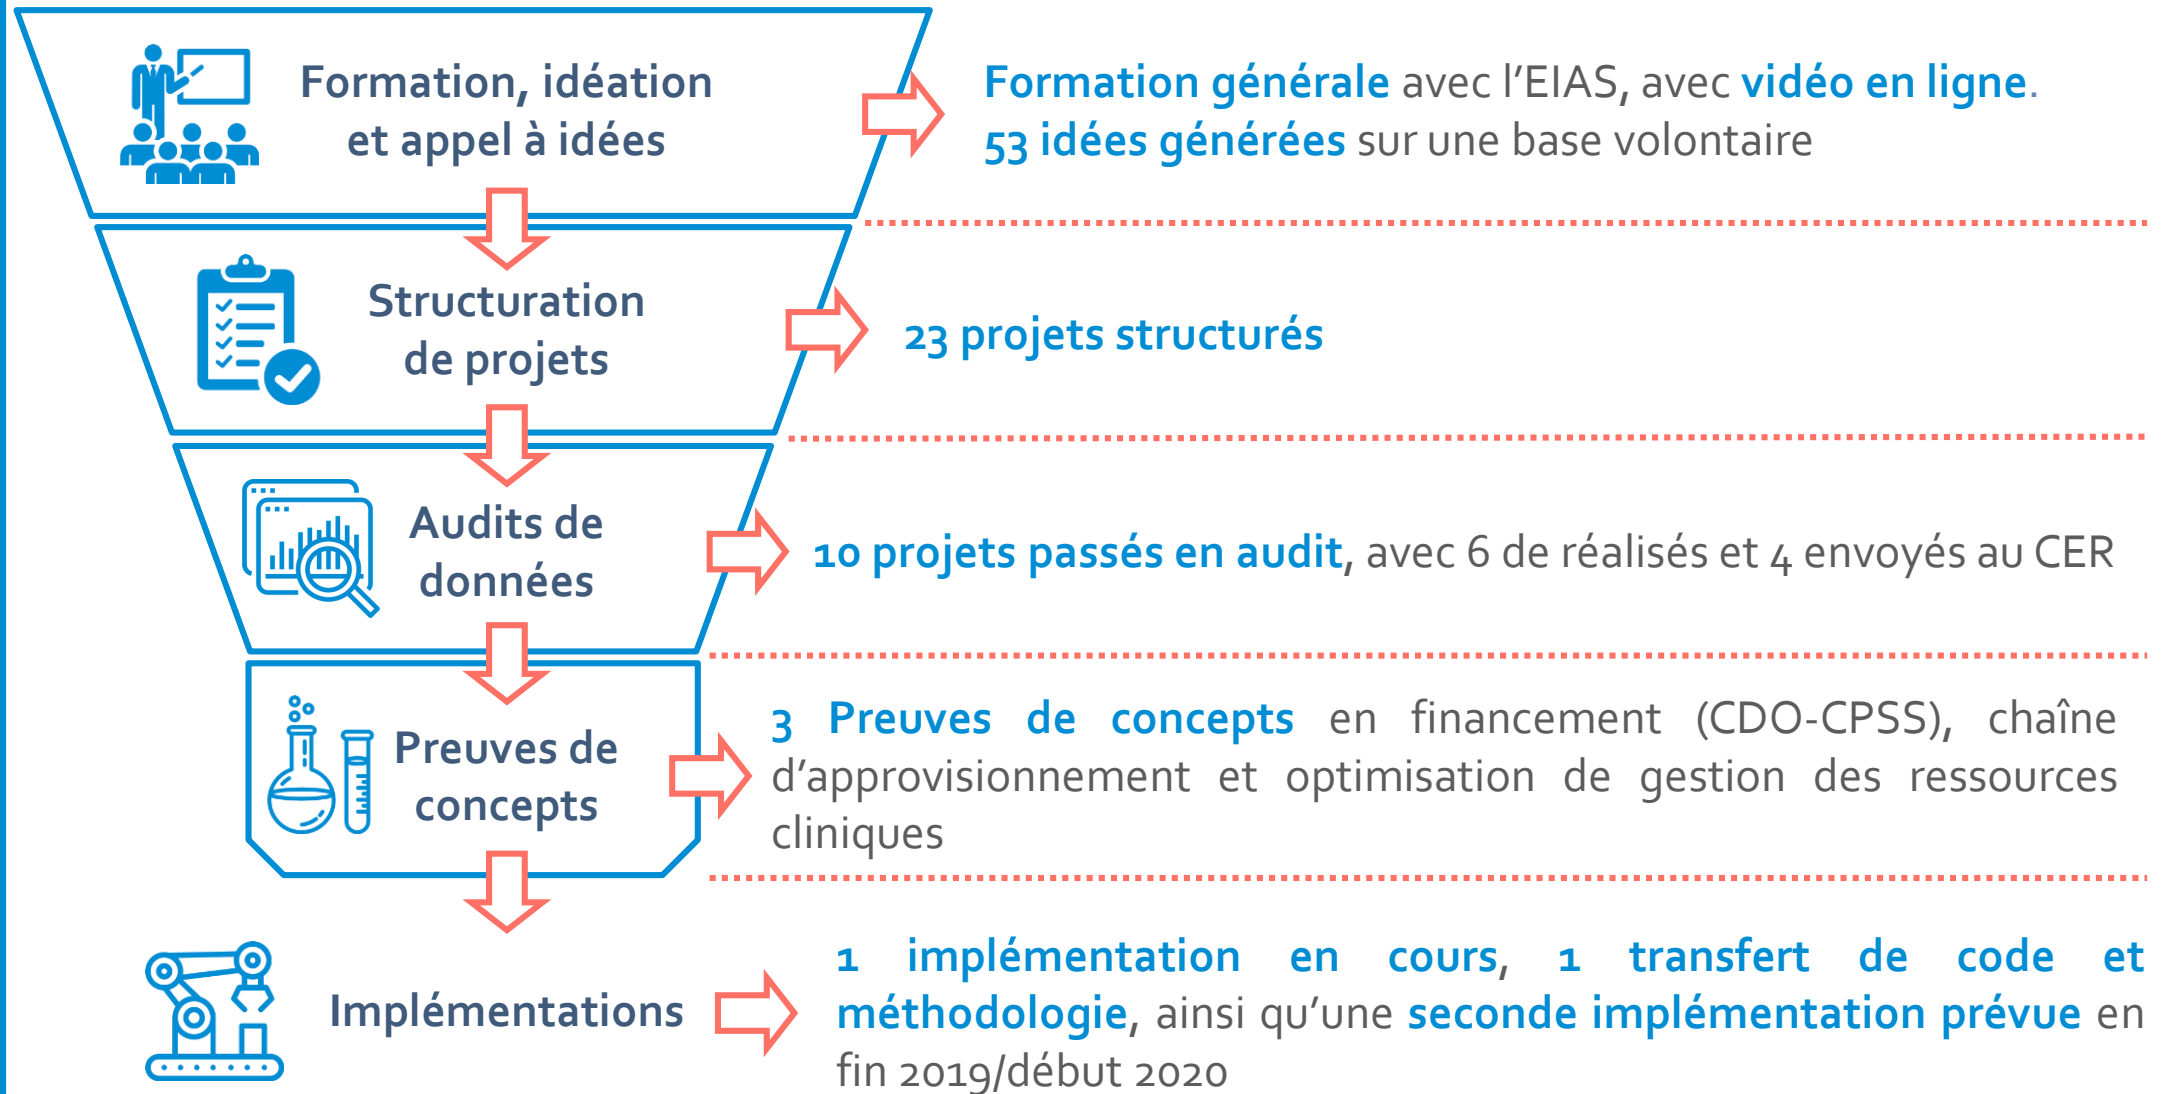 Formation, idéation
et appel à idées
Formation générale avec l’EIAS, avec vidéo en ligne.
53 idées générées sur une base volontaire
Structuration
de projets
23 projets structurés
Audits de
données
10 projets passés en audit, avec 6 de réalisés et 4 envoyés au CER
Preuves de
concepts
3 Preuves de concepts en financement (CDO-CPSS), chaîne
d’approvisionnement et optimisation de gestion des ressources
cliniques
Implémentations
1 implémentation en cours, 1 transfert de code et
méthodologie, ainsi qu’une seconde implémentation prévue en
fin 2019/début 2020